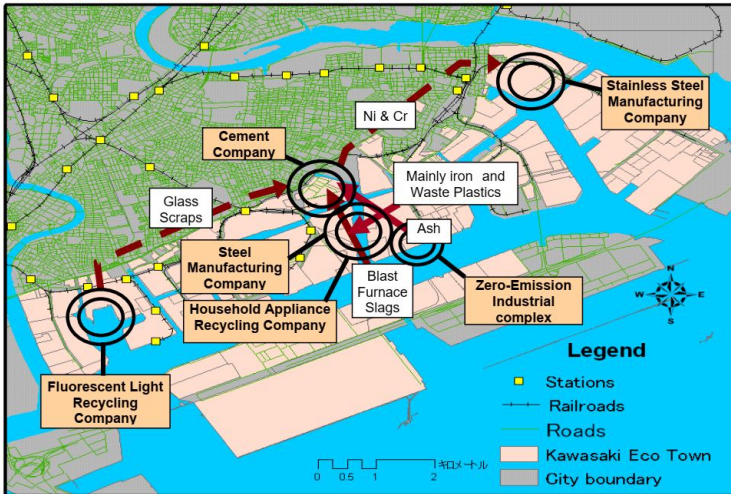 Stainless Steel
Manufacturing
Company
Ni & Cr
Cement
Company
Mainly iron and
Waste Plastics
Glass
Scraps
Ash
Steel
Manufacturing
Company
Household Appliance
Recycling Company
Blast
Furnace
Slags
Zero-Emission
Industrial
complex
N
W E
S
Fluorescent Light
Recycling
Company
Legend
Stations
Railroads
Roads
Kawasaki Eco Town
City boundary
0 0.5 1 2
キロメートル